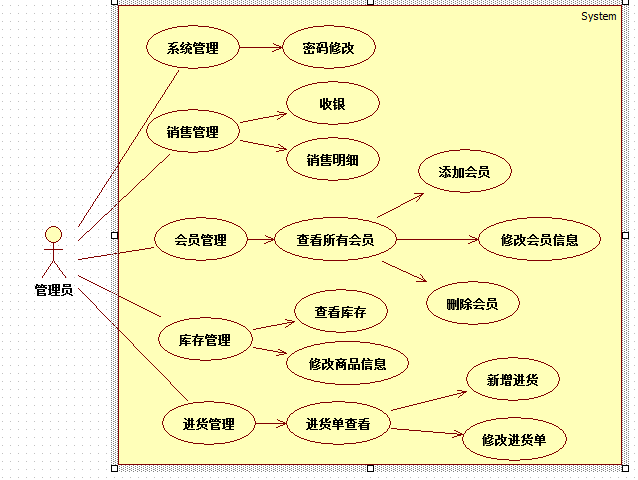 System
系统管理
密码修改
收银
销售管理
销售明细
添加会员
会员管理
查看所有会员
修改会员信息
管理员
删除会员
查看库存
库存管理
修改商品信息
新增进货
进货管理
进货单查看
修改进货单